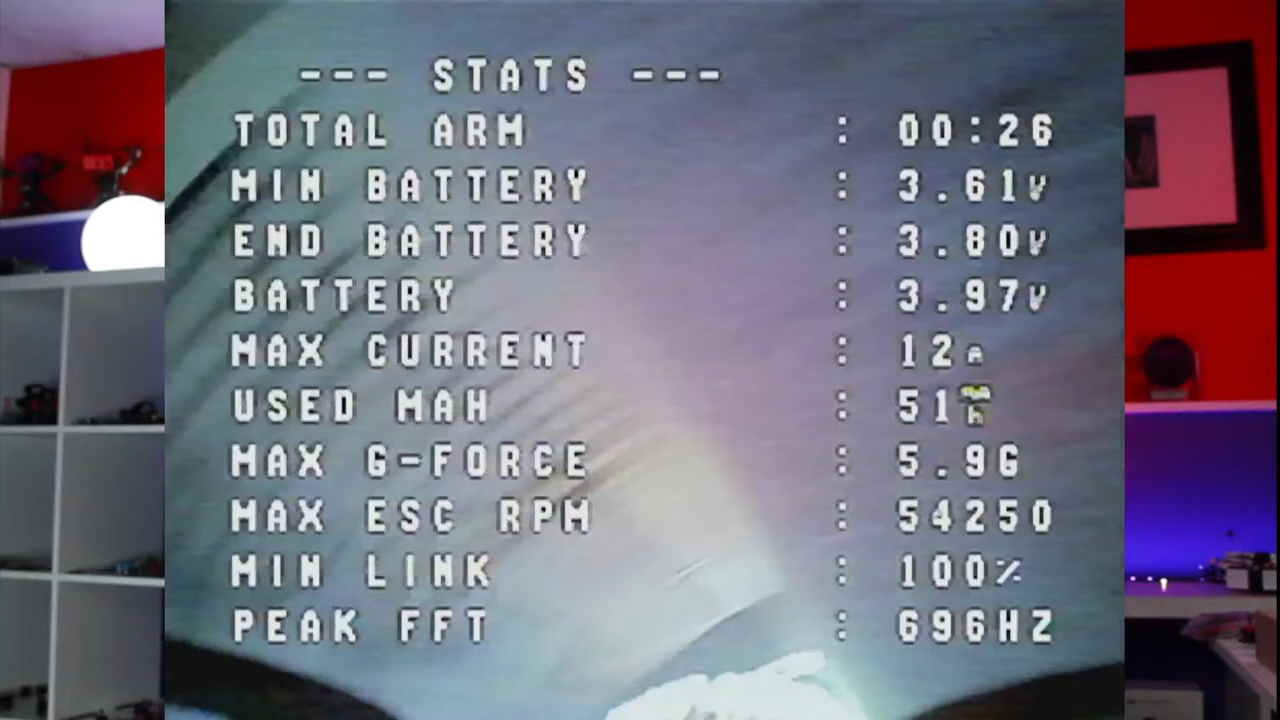 --- STATS ---
TOTAL ARM : 00:26
MIN BATTERY : 3.61V
END BATTERY : 3.80V
BATTERY : 3.97V
MAX CURRENT : 12A
USED MAH : 51mAh
MAX G-FORCE : 5.9G
MAX ESC RPM : 54250
MIN LINK : 100%
PEAK FFT : 696HZ